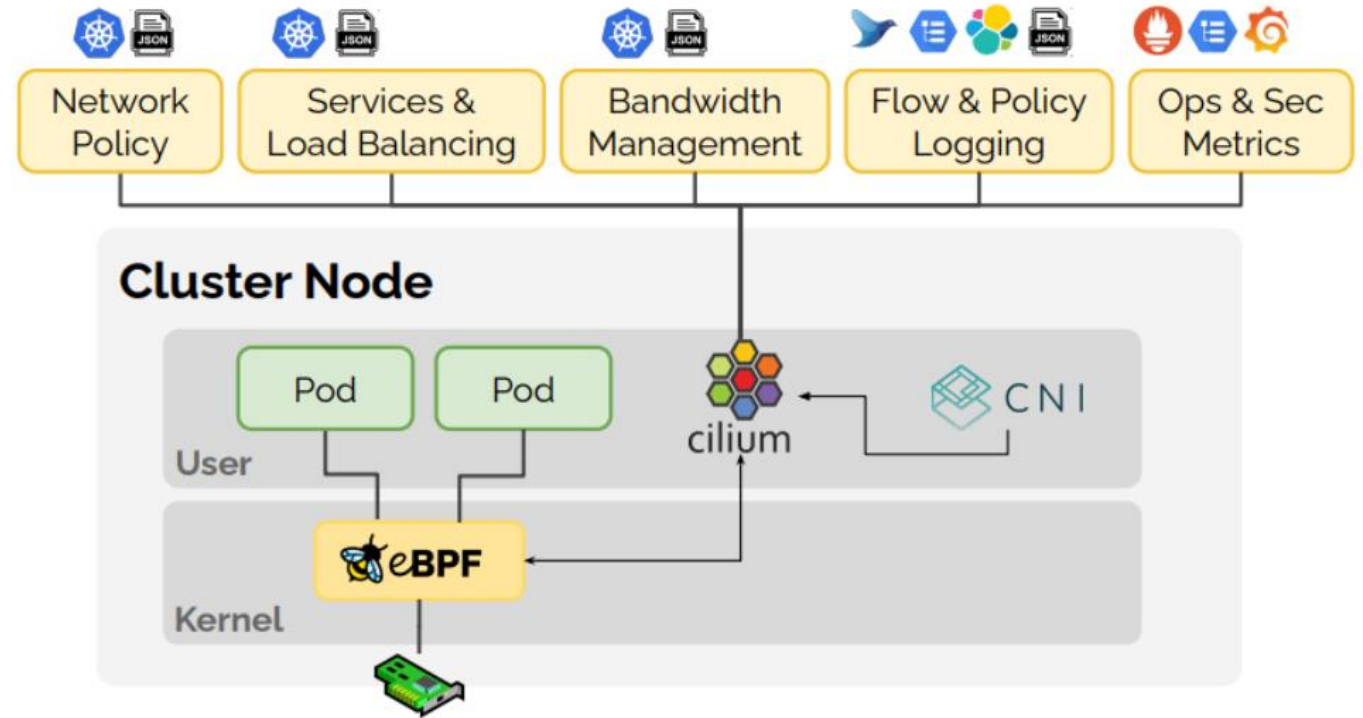 JSON
JSON
JSON
JSON
Network
Policy
Services &
Load Balancing
Bandwidth
Management
Flow & Policy
Logging
Ops & Sec
Metrics
Cluster Node
Pod
Pod
cilium
CNI
User
eBPF
Kernel